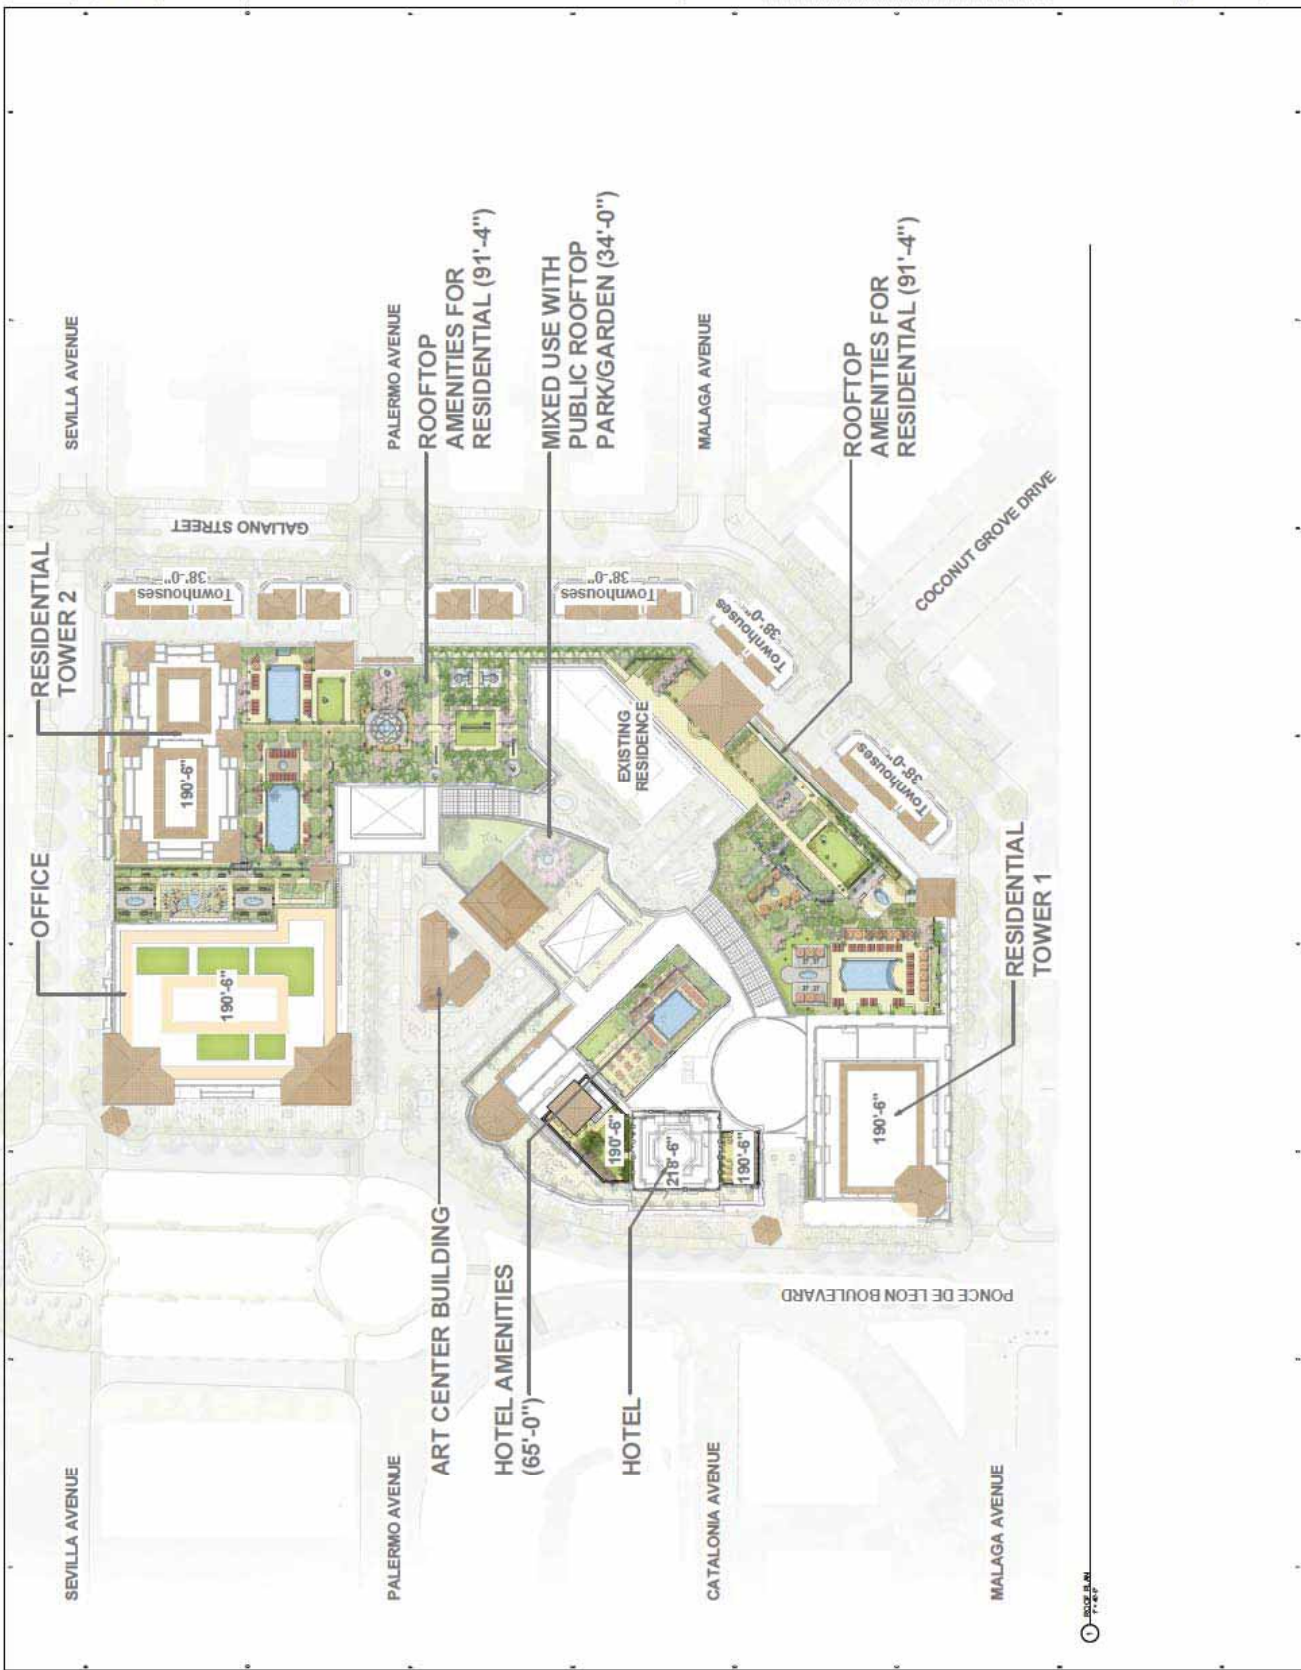 SEVILLA AVENUE
OFFICE
RESIDENTIAL
TOWER 2
SEVILLA AVENUE
190'-6"
190'-6"
Townhouses
38'-0"
GALIANO STREET
PALERMO AVENUE
ART CENTER BUILDING
PALERMO AVENUE
ROOFTOP
AMENITIES FOR
RESIDENTIAL (91'-4")
HOTEL AMENITIES
(65'-0")
MIXED USE WITH
PUBLIC ROOFTOP
PARK/GARDEN (34'-0")
HOTEL
190'-6"
218'-6"
190'-6"
EXISTING
RESIDENCE
Townhouses
38'-0"
CATALONIA AVENUE
MALAGA AVENUE
Townhouses
38'-0"
ROOFTOP
AMENITIES FOR
RESIDENTIAL (91'-4")
PONCE DE LEON BOULEVARD
190'-6"
Townhouses
38'-0"
COCONUT GROVE DRIVE
MALAGA AVENUE
RESIDENTIAL
TOWER 1
1
ROOF PLAN